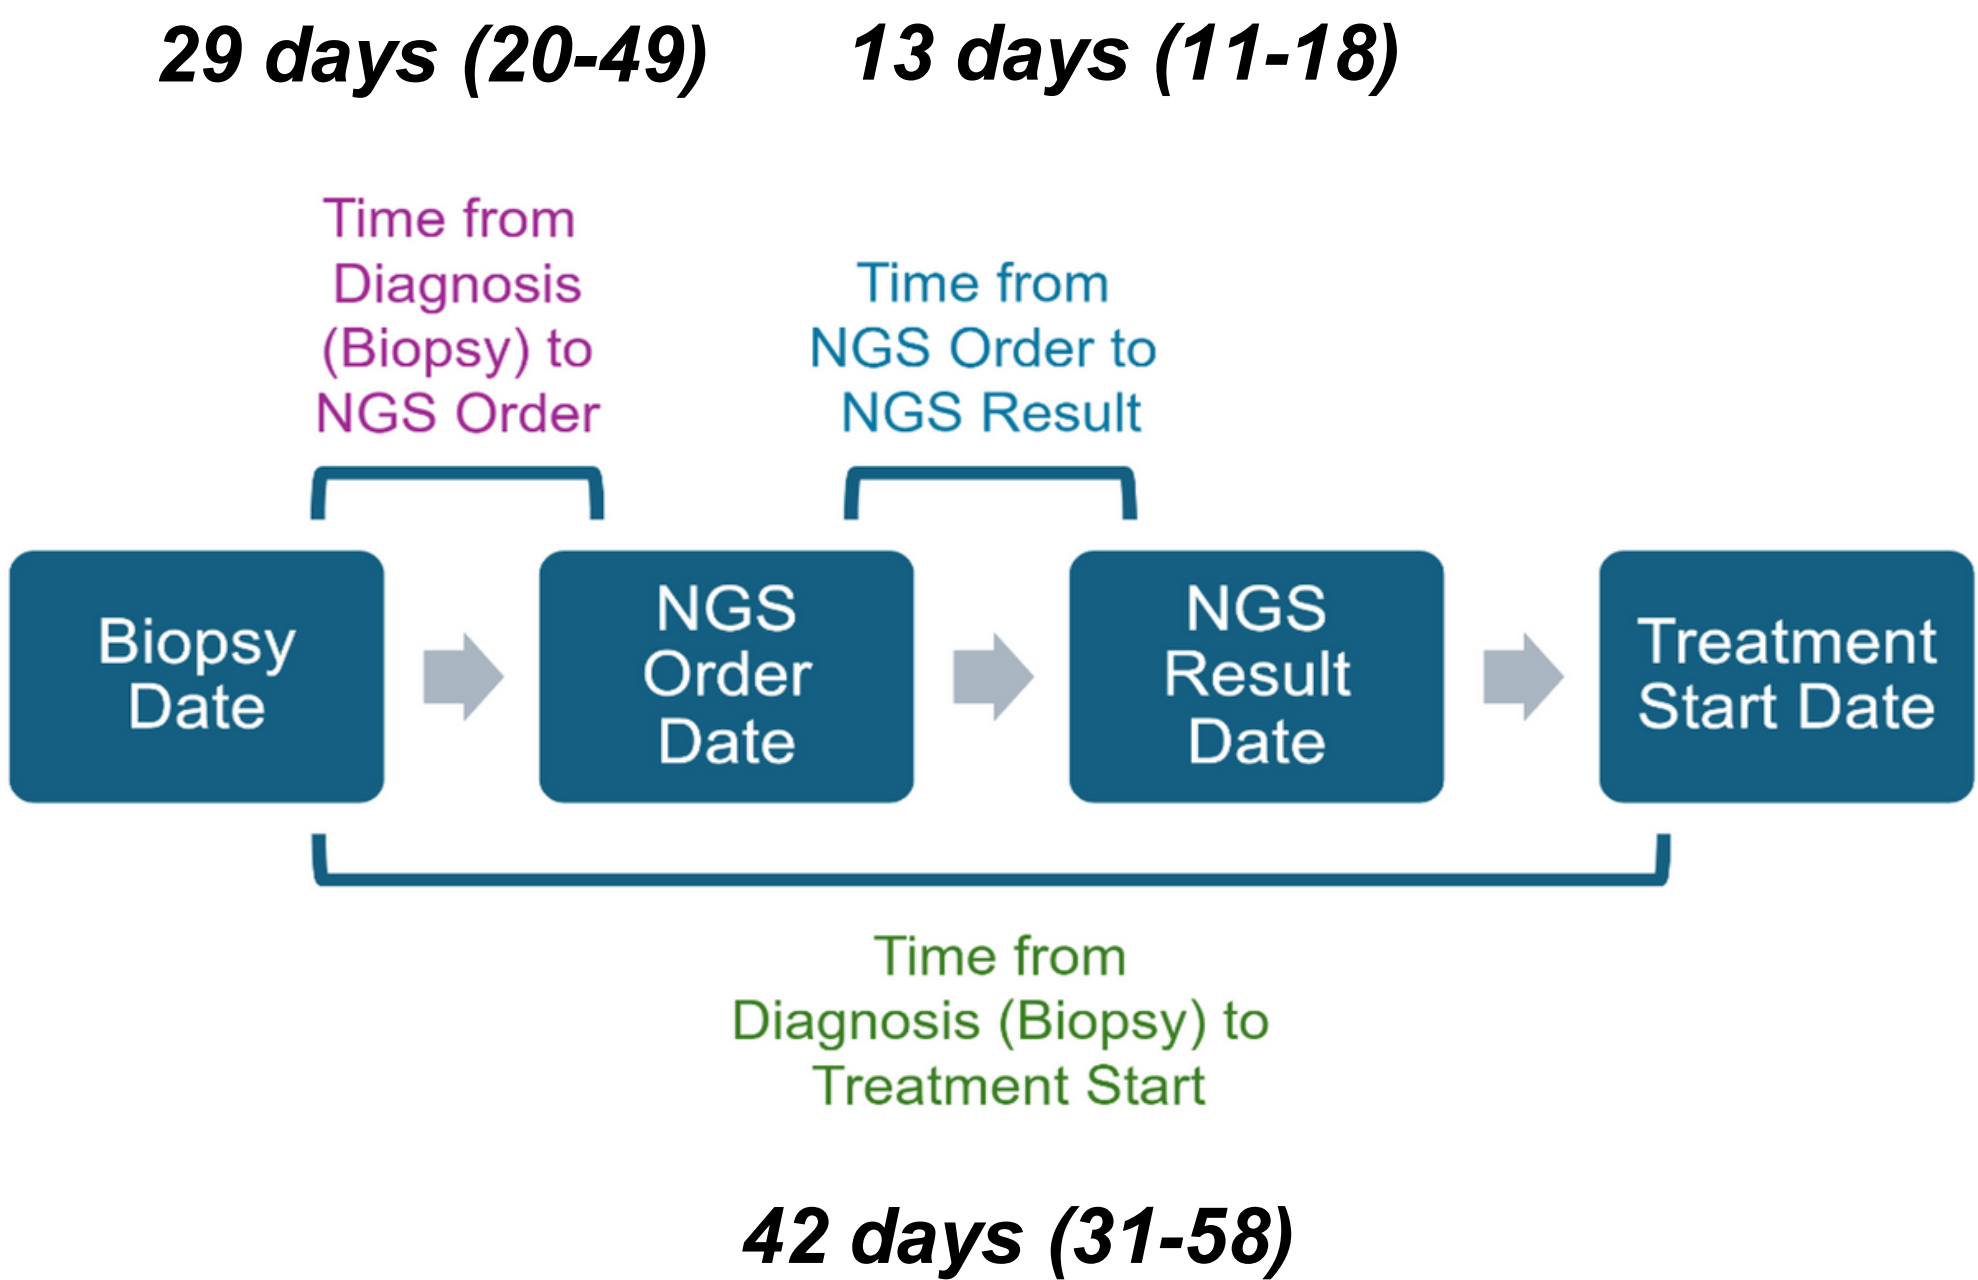 29 days (20-49)
13 days (11-18)
Time from
Diagnosis
(Biopsy) to
NGS Order
Time from
NGS Order to
NGS Result
Biopsy
Date
NGS
Order
Date
NGS
Result
Date
Treatment
Start Date
Time from
Diagnosis (Biopsy) to
Treatment Start
42 days (31-58)